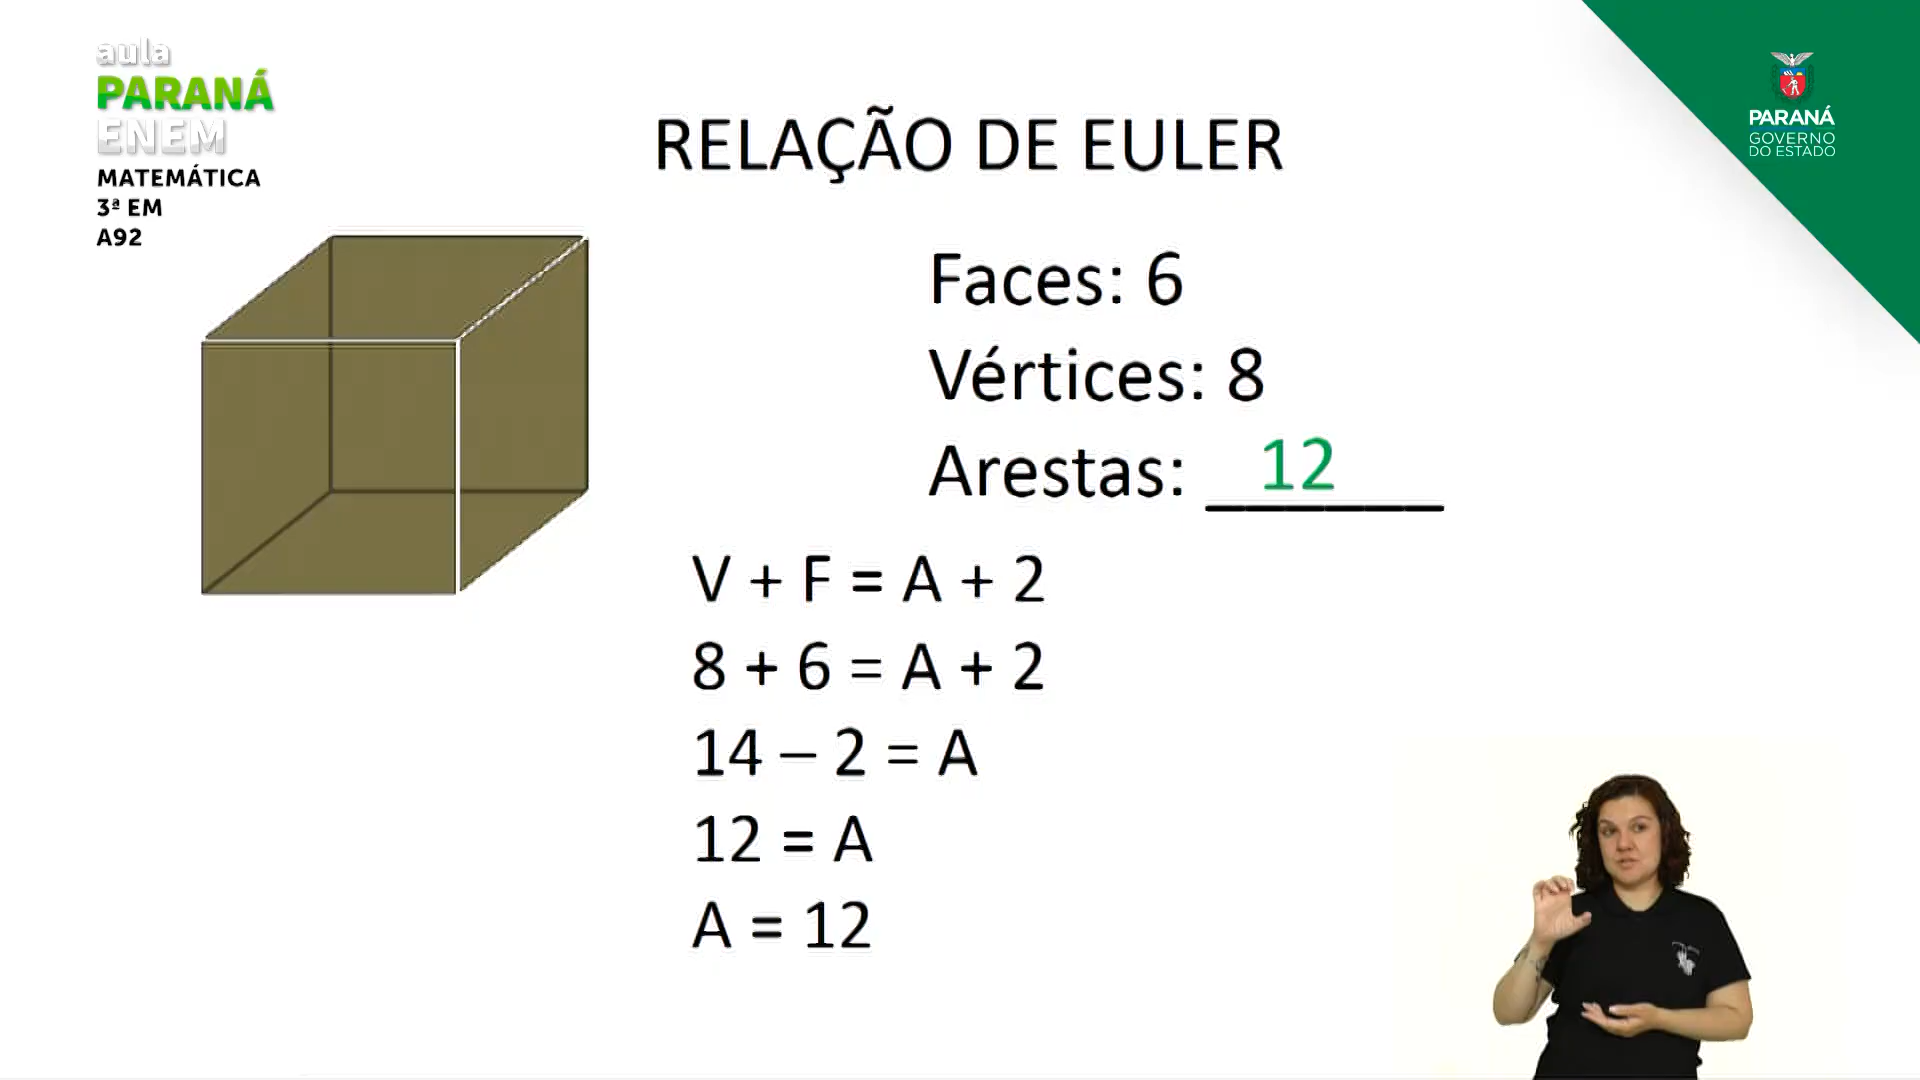 aula
PARANÁ
ENEM
MATEMÁTICA
3ª EM
A92
PARANÁ
GOVERNO
DO ESTADO
RELAÇÃO DE EULER
Faces: 6
Vértices: 8
Arestas: 12
V + F = A + 2
8 + 6 = A + 2
14 – 2 = A
12 = A
A = 12